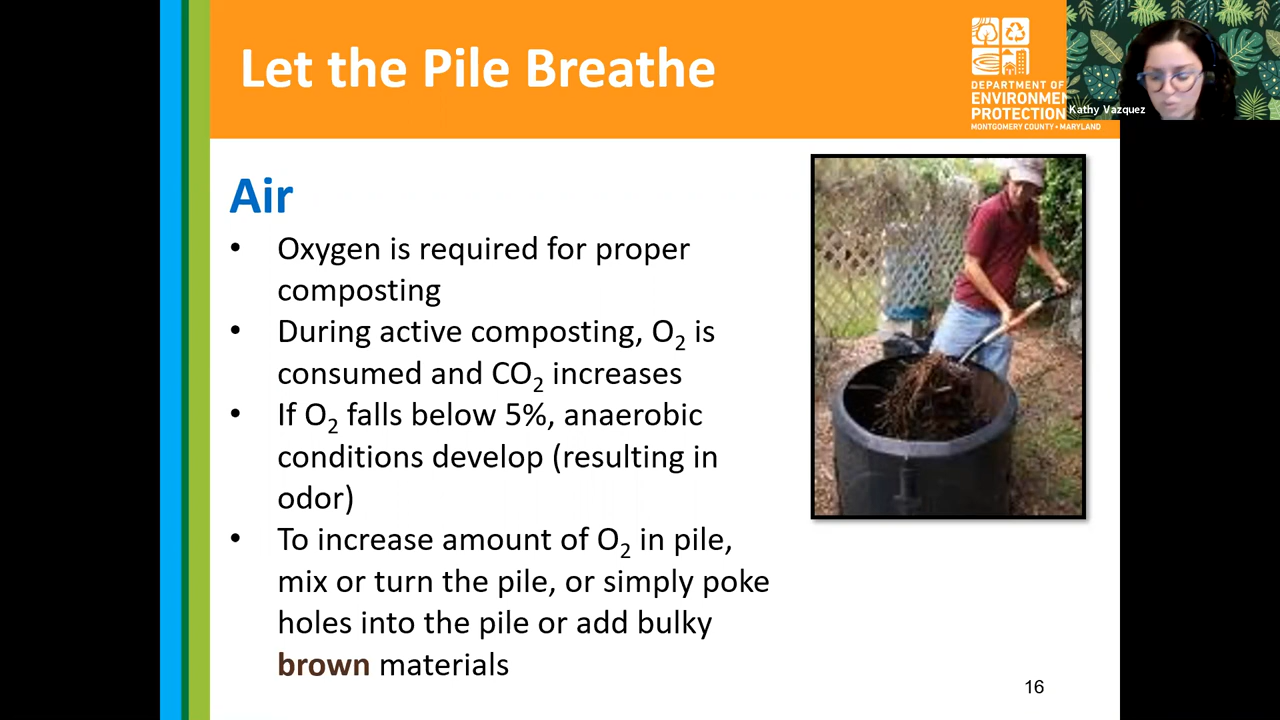 Let the Pile Breathe
DEPARTMENT OF
ENVIRONMEN
PROTECTION
MONTGOMERY COUNTY • MARYLAND
Kathy Vazquez
Air
• Oxygen is required for proper
composting
• During active composting, O₂ is
consumed and CO₂ increases
• If O₂ falls below 5%, anaerobic
conditions develop (resulting in
odor)
• To increase amount of O₂ in pile,
mix or turn the pile, or simply poke
holes into the pile or add bulky
brown materials
16